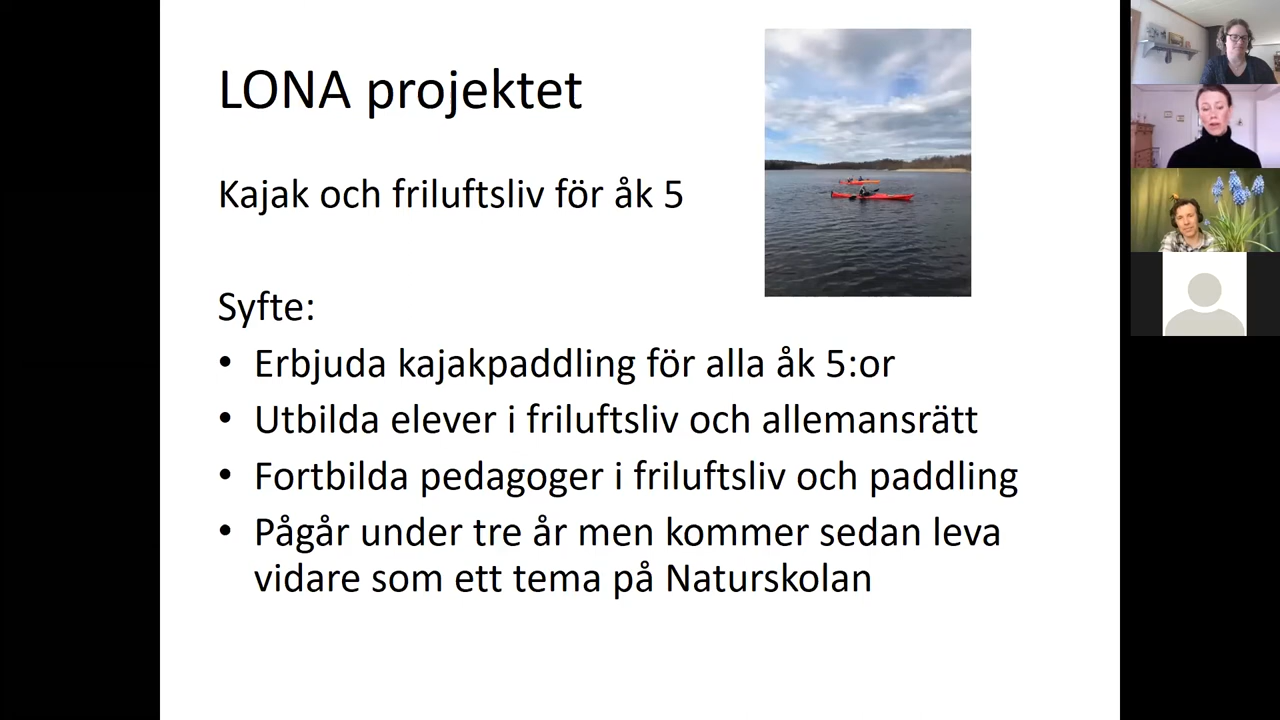 LONA projektet
Kajak och friluftsliv för åk 5
Syfte:
• Erbjuda kajakpaddling för alla åk 5:or
• Utbilda elever i friluftsliv och allemansrätt
• Fortbilda pedagoger i friluftsliv och paddling
• Pågår under tre år men kommer sedan leva
vidare som ett tema på Naturskolan